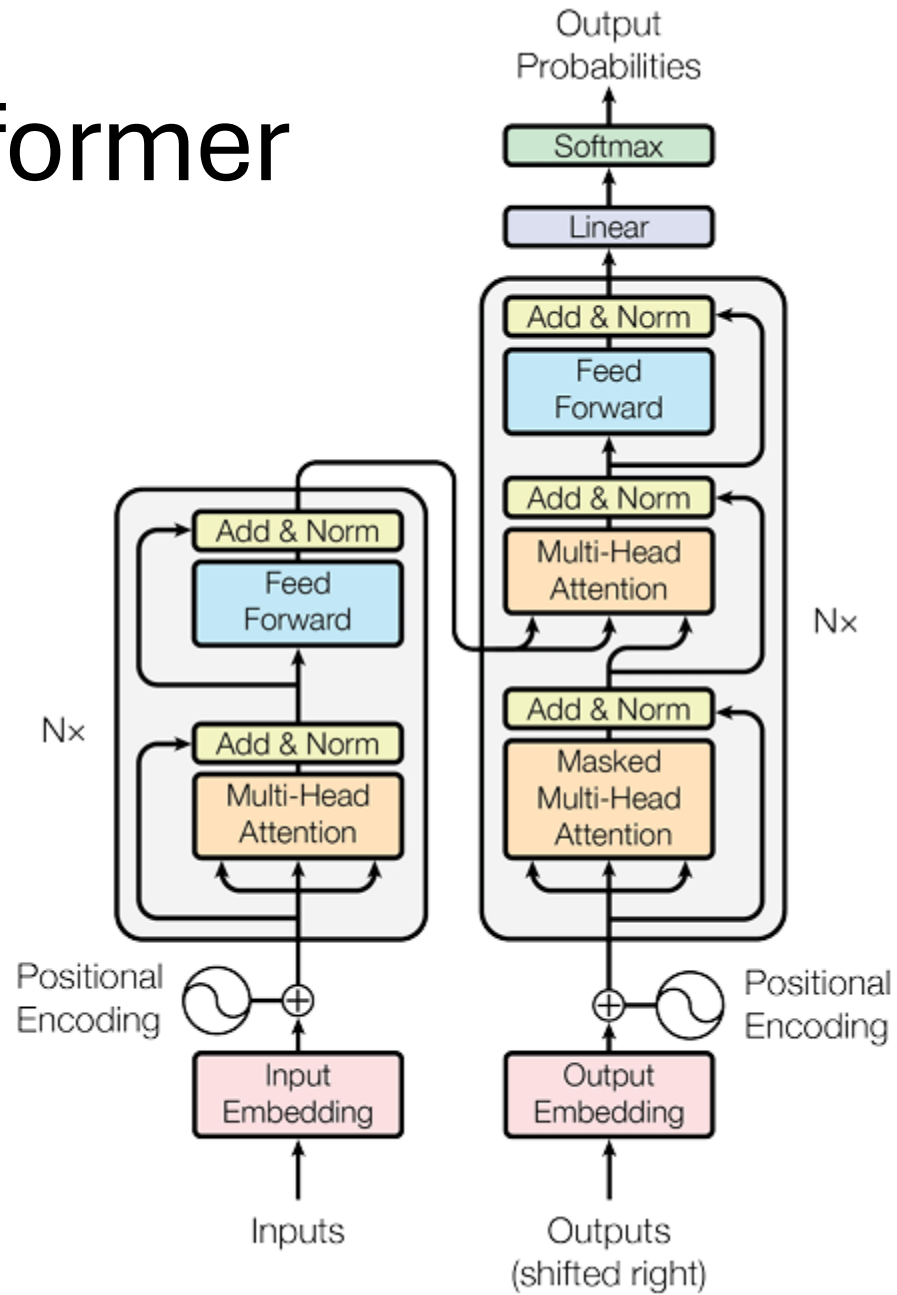 former
Output
Probabilities
Softmax
Linear
Add & Norm
Feed
Forward
Add & Norm
Multi-Head
Attention
Add & Norm
Masked
Multi-Head
Attention
N×
Add & Norm
Feed
Forward
Add & Norm
Multi-Head
Attention
N×
Positional
Encoding
Positional
Encoding
Input
Embedding
Output
Embedding
Inputs
Outputs
(shifted right)